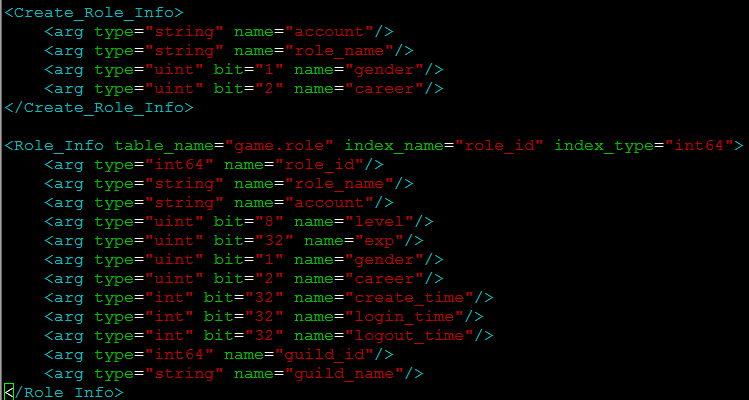 <Create_Role_Info>
    <arg type="string" name="account"/>
    <arg type="string" name="role_name"/>
    <arg type="uint" bit="1" name="gender"/>
    <arg type="uint" bit="2" name="career"/>
</Create_Role_Info>

<Role_Info table_name="game.role" index_name="role_id" index_type="int64">
    <arg type="int64" name="role_id"/>
    <arg type="string" name="role_name"/>
    <arg type="string" name="account"/>
    <arg type="uint" bit="8" name="level"/>
    <arg type="uint" bit="32" name="exp"/>
    <arg type="uint" bit="1" name="gender"/>
    <arg type="uint" bit="2" name="career"/>
    <arg type="int" bit="32" name="create_time"/>
    <arg type="int" bit="32" name="login_time"/>
    <arg type="int" bit="32" name="logout_time"/>
    <arg type="int64" name="guild_id"/>
    <arg type="string" name="guild_name"/>
</Role_Info>